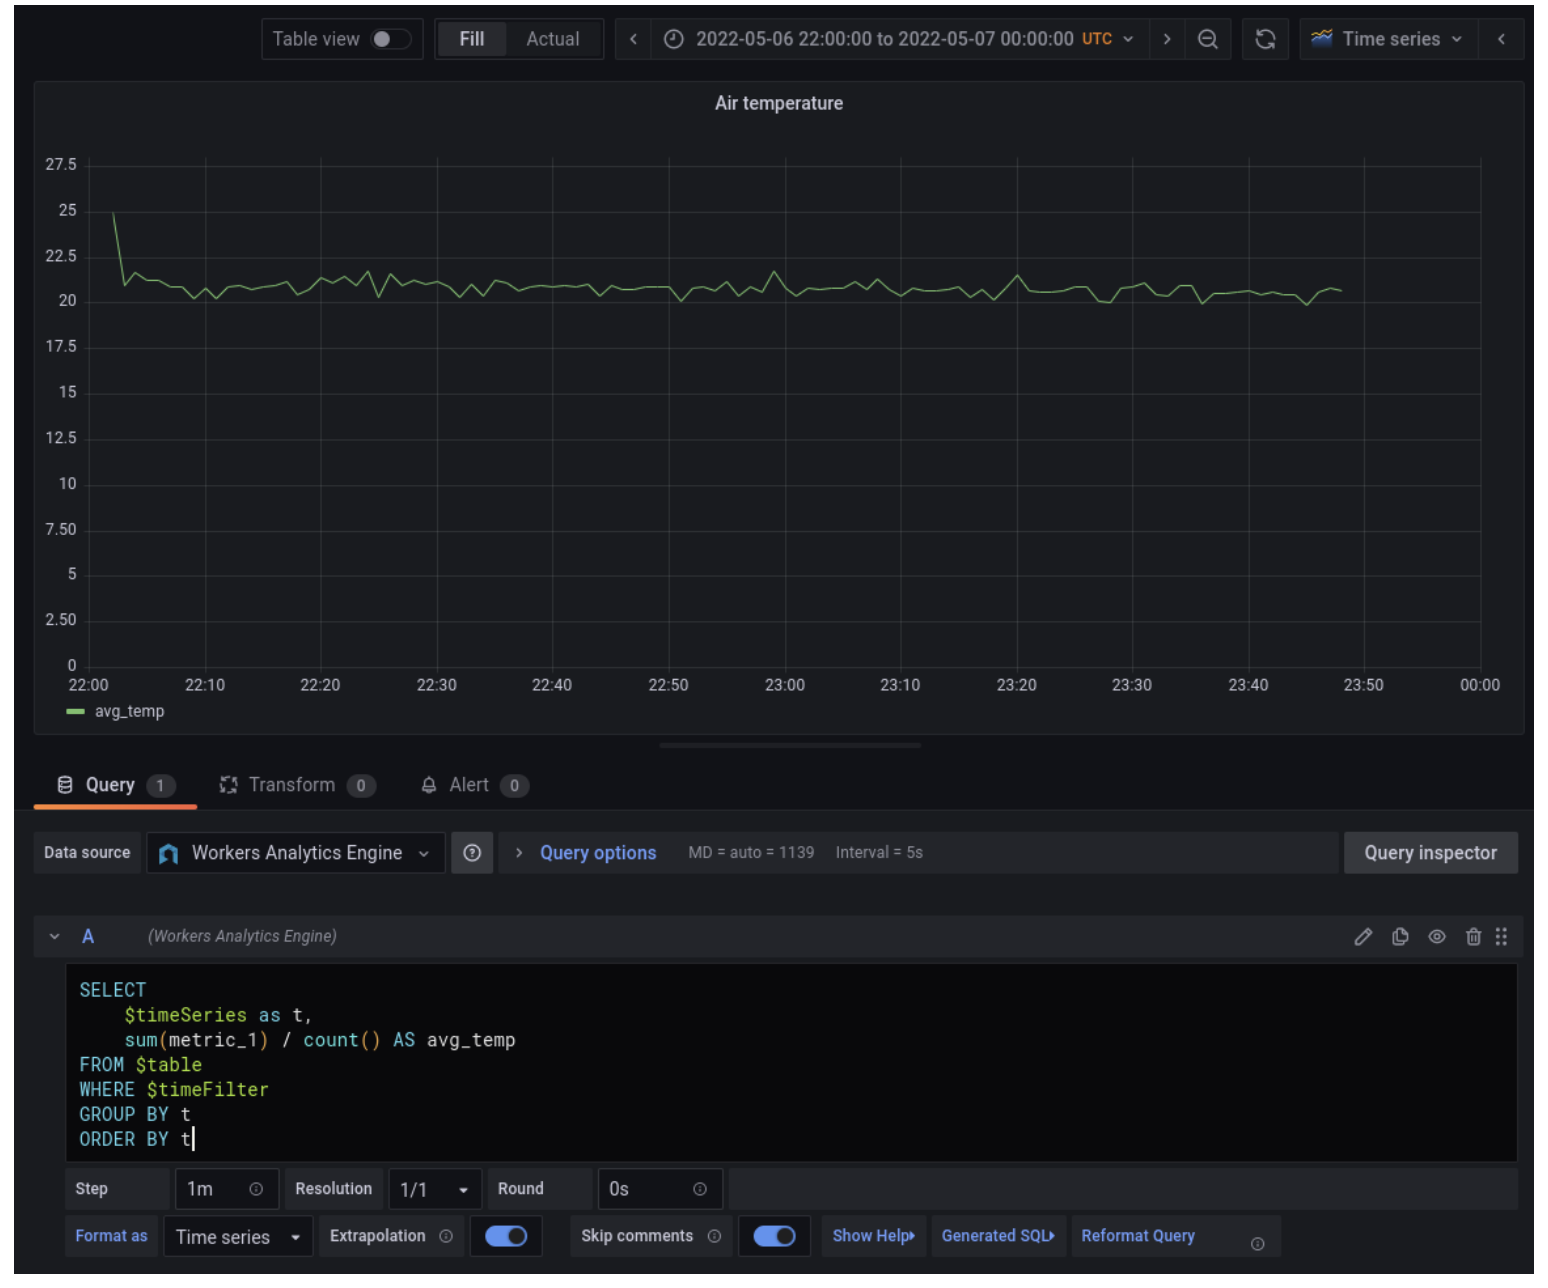 Table view Fill Actual 2022-05-06 22:00:00 to 2022-05-07 00:00:00 UTC Time series
Air temperature
27.5
25
22.5
20
17.5
15
12.5
10
7.50
5
2.50
0
22:00 22:10 22:20 22:30 22:40 22:50 23:00 23:10 23:20 23:30 23:40 23:50 00:00
avg_temp
Query 1 Transform 0 Alert 0
Data source Workers Analytics Engine Query options MD = auto = 1139 Interval = 5s Query inspector
A (Workers Analytics Engine)
SELECT
$timeSeries as t,
sum(metric_1) / count() AS avg_temp
FROM $table
WHERE $timeFilter
GROUP BY t
ORDER BY t
Step 1m Resolution 1/1 Round 0s
Format as Time series Extrapolation Skip comments Show Help Generated SQL Reformat Query